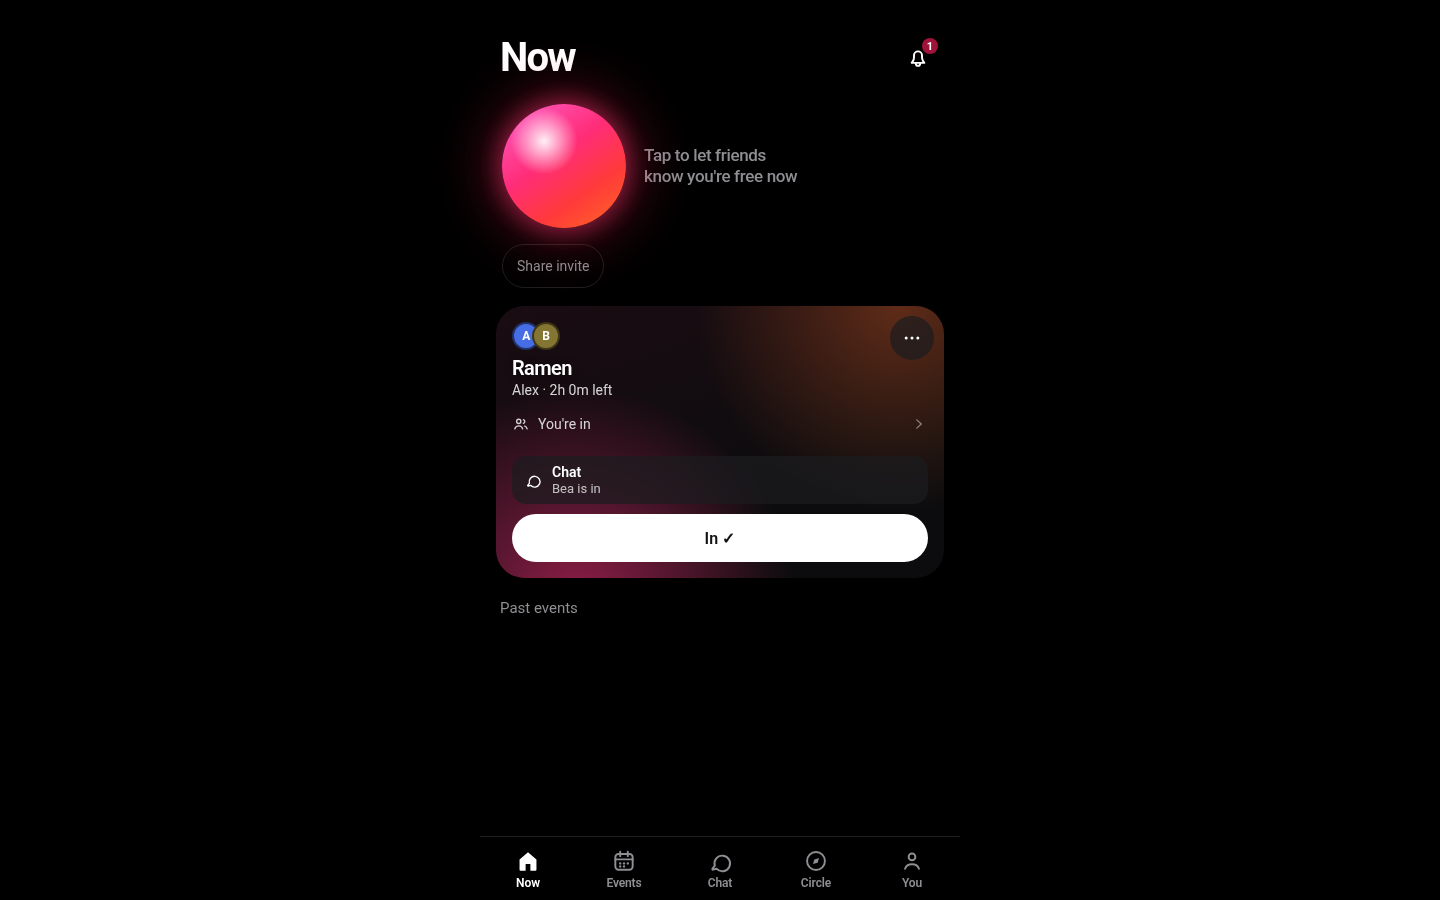 Now
1
Tap to let friends
know you're free now
Share invite
A B
Ramen
Alex · 2h 0m left
You're in
Chat
Bea is in
In ✓
Past events
Now Events Chat Circle You